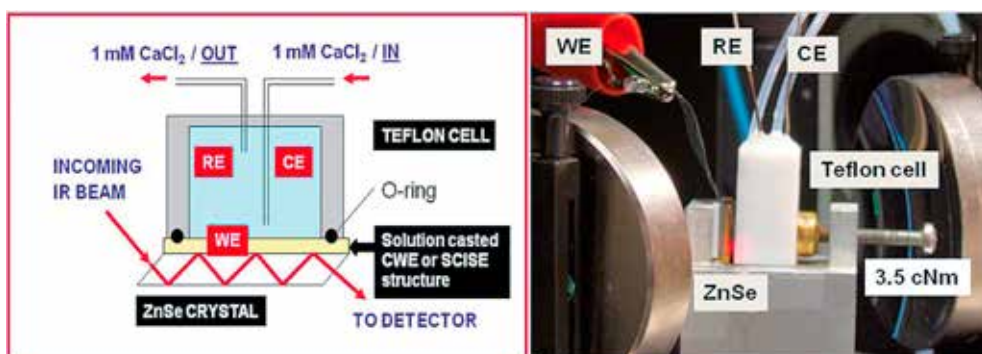 1 mM CaCl₂ / OUT
1 mM CaCl₂ / IN
TEFLON CELL
RE
CE
INCOMING
IR BEAM
O-ring
WE
Solution casted
CWE or SCISE
structure
ZnSe CRYSTAL
TO DETECTOR
WE
RE
CE
Teflon cell
ZnSe
3.5 cNm